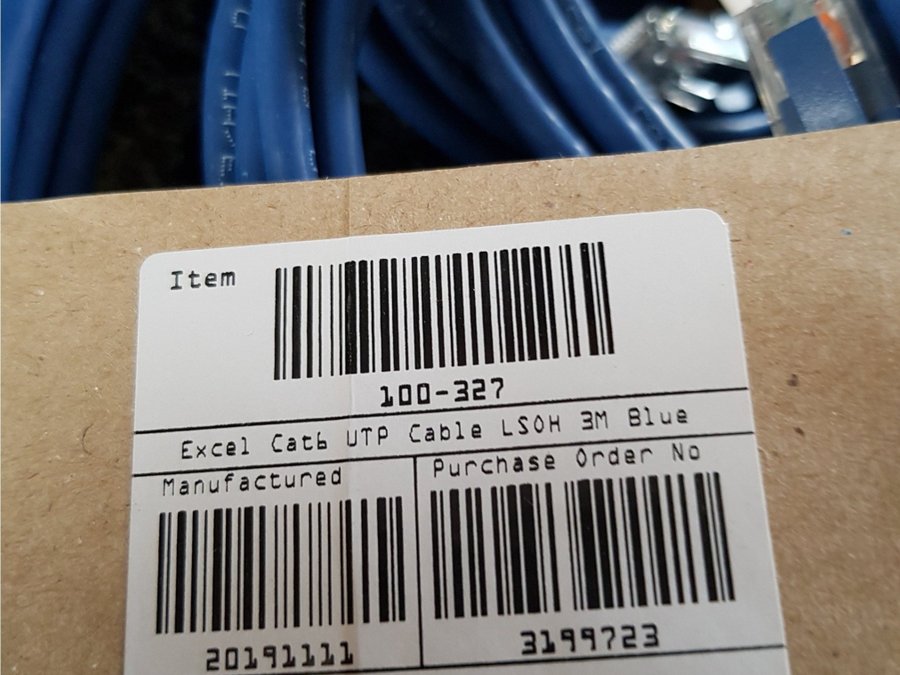 Item
100-327
Excel Cat6 UTP Cable LSOH 3M Blue
Manufactured
Purchase Order No
20191111
3199723